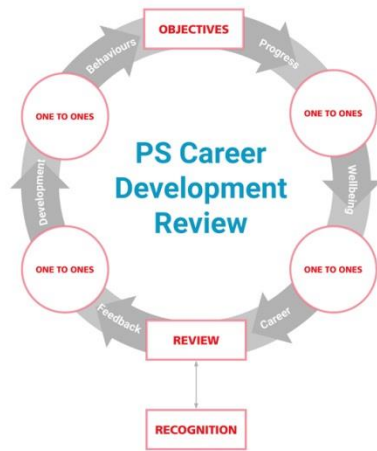 OBJECTIVES
Progress
ONE TO ONES
Wellbeing
ONE TO ONES
Career
REVIEW
Feedback
ONE TO ONES
Development
ONE TO ONES
Behaviours
PS Career
Development
Review
RECOGNITION